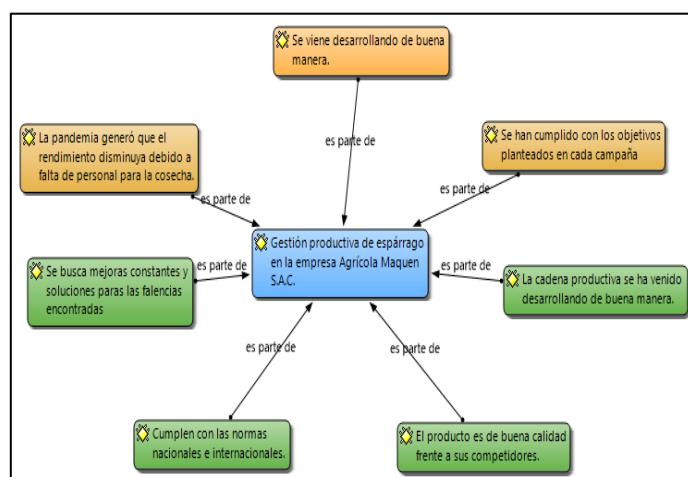 Se viene desarrollando de buena
manera.
La pandemia generó que el
rendimiento disminuya debido a
falta de personal para la cosecha.
Se han cumplido con los objetivos
planteados en cada campaña
es parte de
es parte de
es parte de
Gestión productiva de espárrago
en la empresa Agrícola Maquen
S.A.C.
Se busca mejoras constantes y
soluciones paras las falencias
encontradas
es parte de
es parte de
La cadena productiva se ha venido
desarrollando de buena manera.
es parte de
es parte de
Cumplen con las normas
nacionales e internacionales.
El producto es de buena calidad
frente a sus competidores.